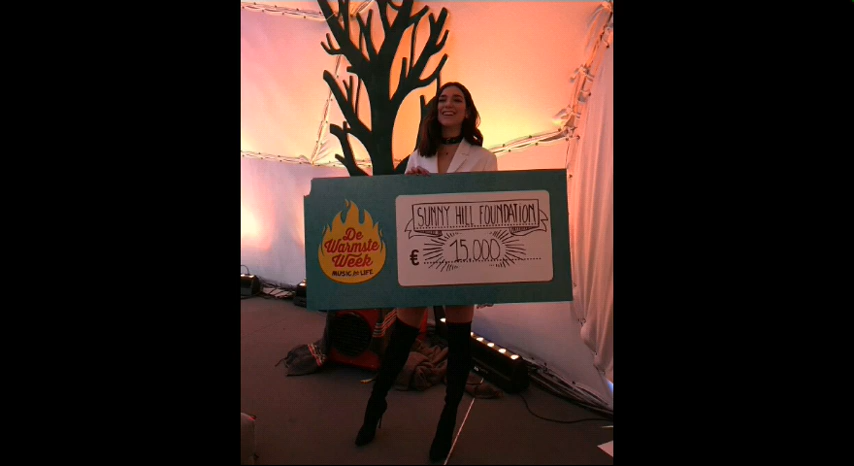 De
Warmste
Week
MUSIC for LIFE
SUNNY HILL FOUNDATION
€ 15.000